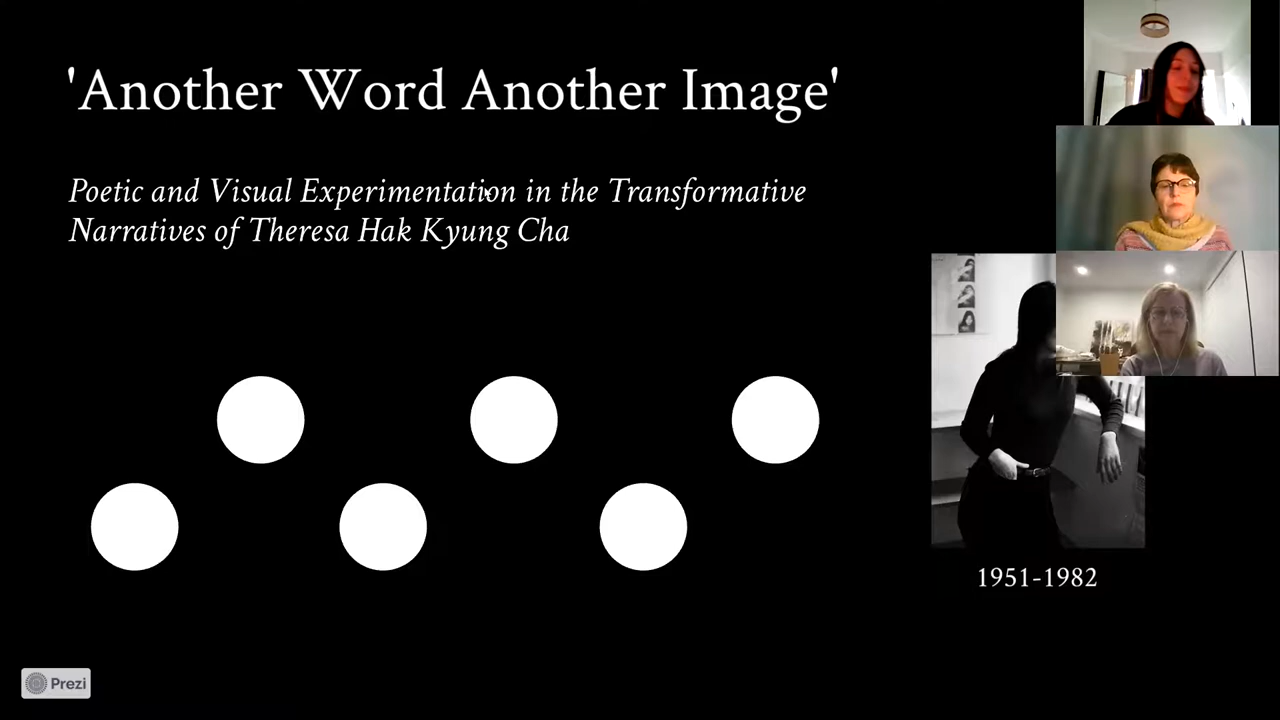 'Another Word Another Image'
Poetic and Visual Experimentation in the Transformative
Narratives of Theresa Hak Kyung Cha
1951-1982
Prezi